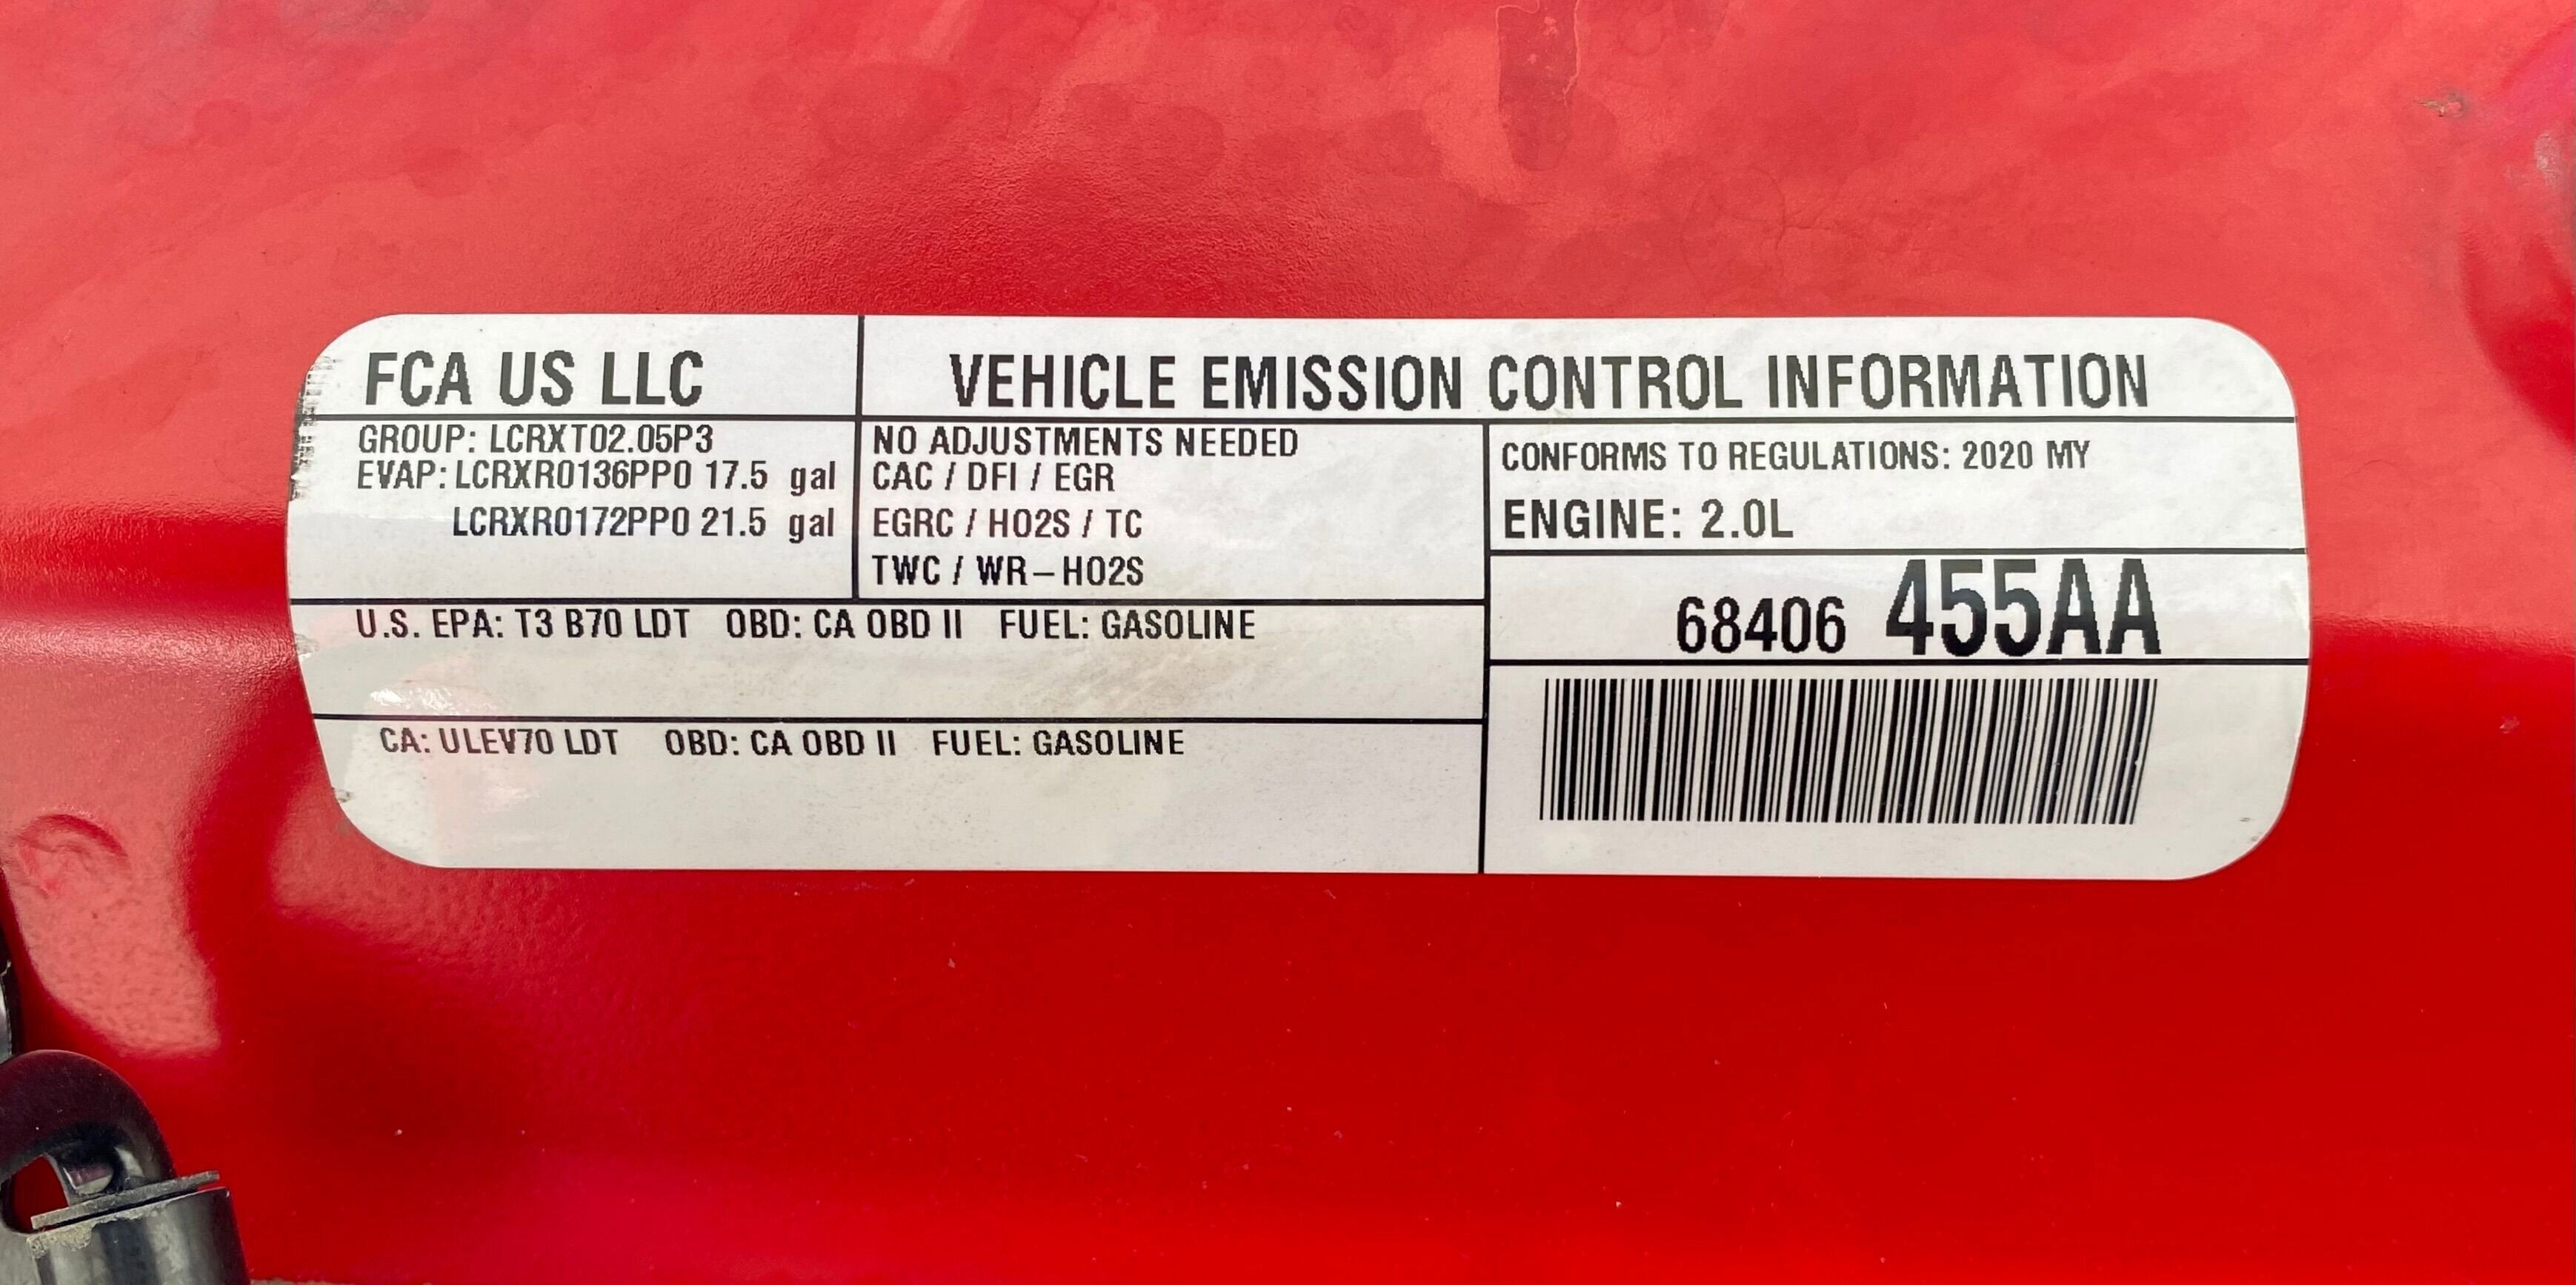 FCA US LLC
VEHICLE EMISSION CONTROL INFORMATION
GROUP: LCRXT02.05P3
EVAP: LCRXR0136PP0 17.5 gal
LCRXR0172PP0 21.5 gal
NO ADJUSTMENTS NEEDED
CAC / DFI / EGR
EGRC / HO2S / TC
TWC / WR–HO2S
CONFORMS TO REGULATIONS: 2020 MY
ENGINE: 2.0L
68406 455AA
U.S. EPA: T3 B70 LDT OBD: CA OBD II FUEL: GASOLINE
CA: ULEV70 LDT OBD: CA OBD II FUEL: GASOLINE